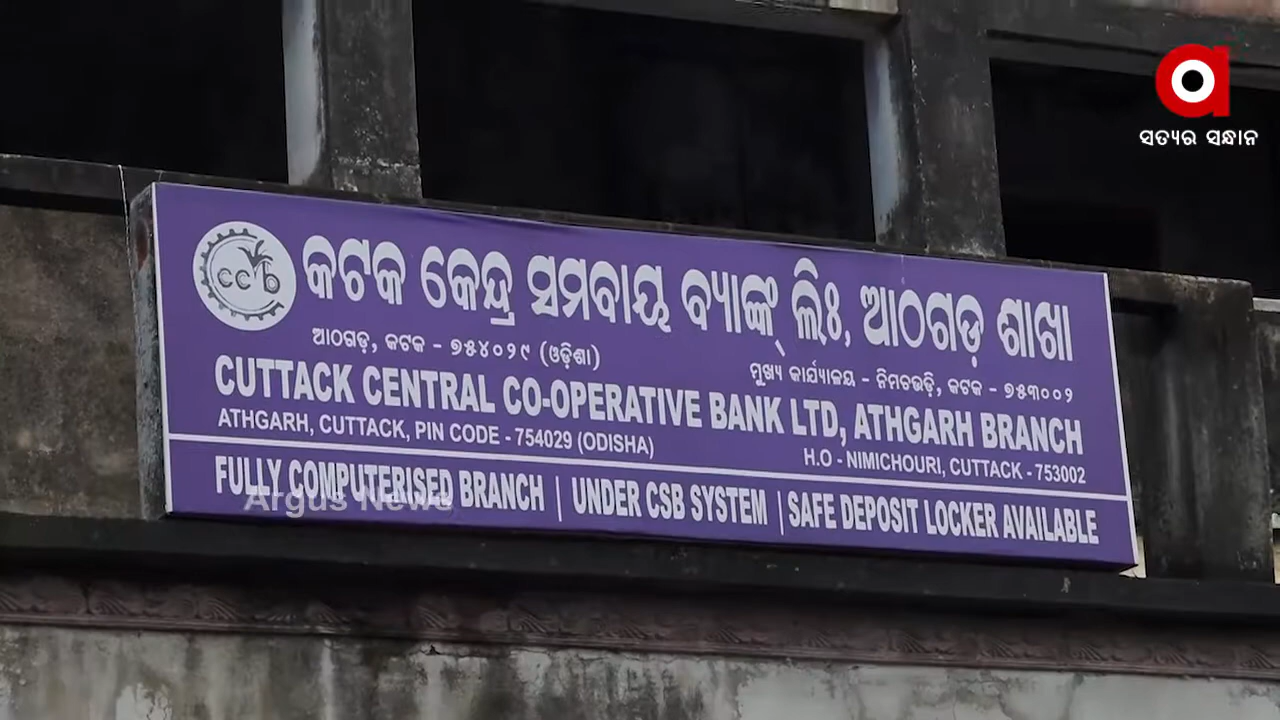 ସତ୍ୟର ସନ୍ଧାନ
ccb
କଟକ କେନ୍ଦ୍ର ସମବାୟ ବ୍ୟାଙ୍କ୍ ଲିଃ, ଆଠଗଡ଼ ଶାଖା
ଆଠଗଡ଼, କଟକ - ୭୫୪୦୨୯ (ଓଡ଼ିଶା)
ମୁଖ୍ୟ କାର୍ଯ୍ୟାଳୟ - ନିମଚଉଡ଼ି, କଟକ - ୭୫୩୦୦୨
CUTTACK CENTRAL CO-OPERATIVE BANK LTD, ATHGARH BRANCH
ATHGARH, CUTTACK, PIN CODE - 754029 (ODISHA)
H.O - NIMICHOURI, CUTTACK - 753002
FULLY COMPUTERISED BRANCH | UNDER CSB SYSTEM | SAFE DEPOSIT LOCKER AVAILABLE
Argus News